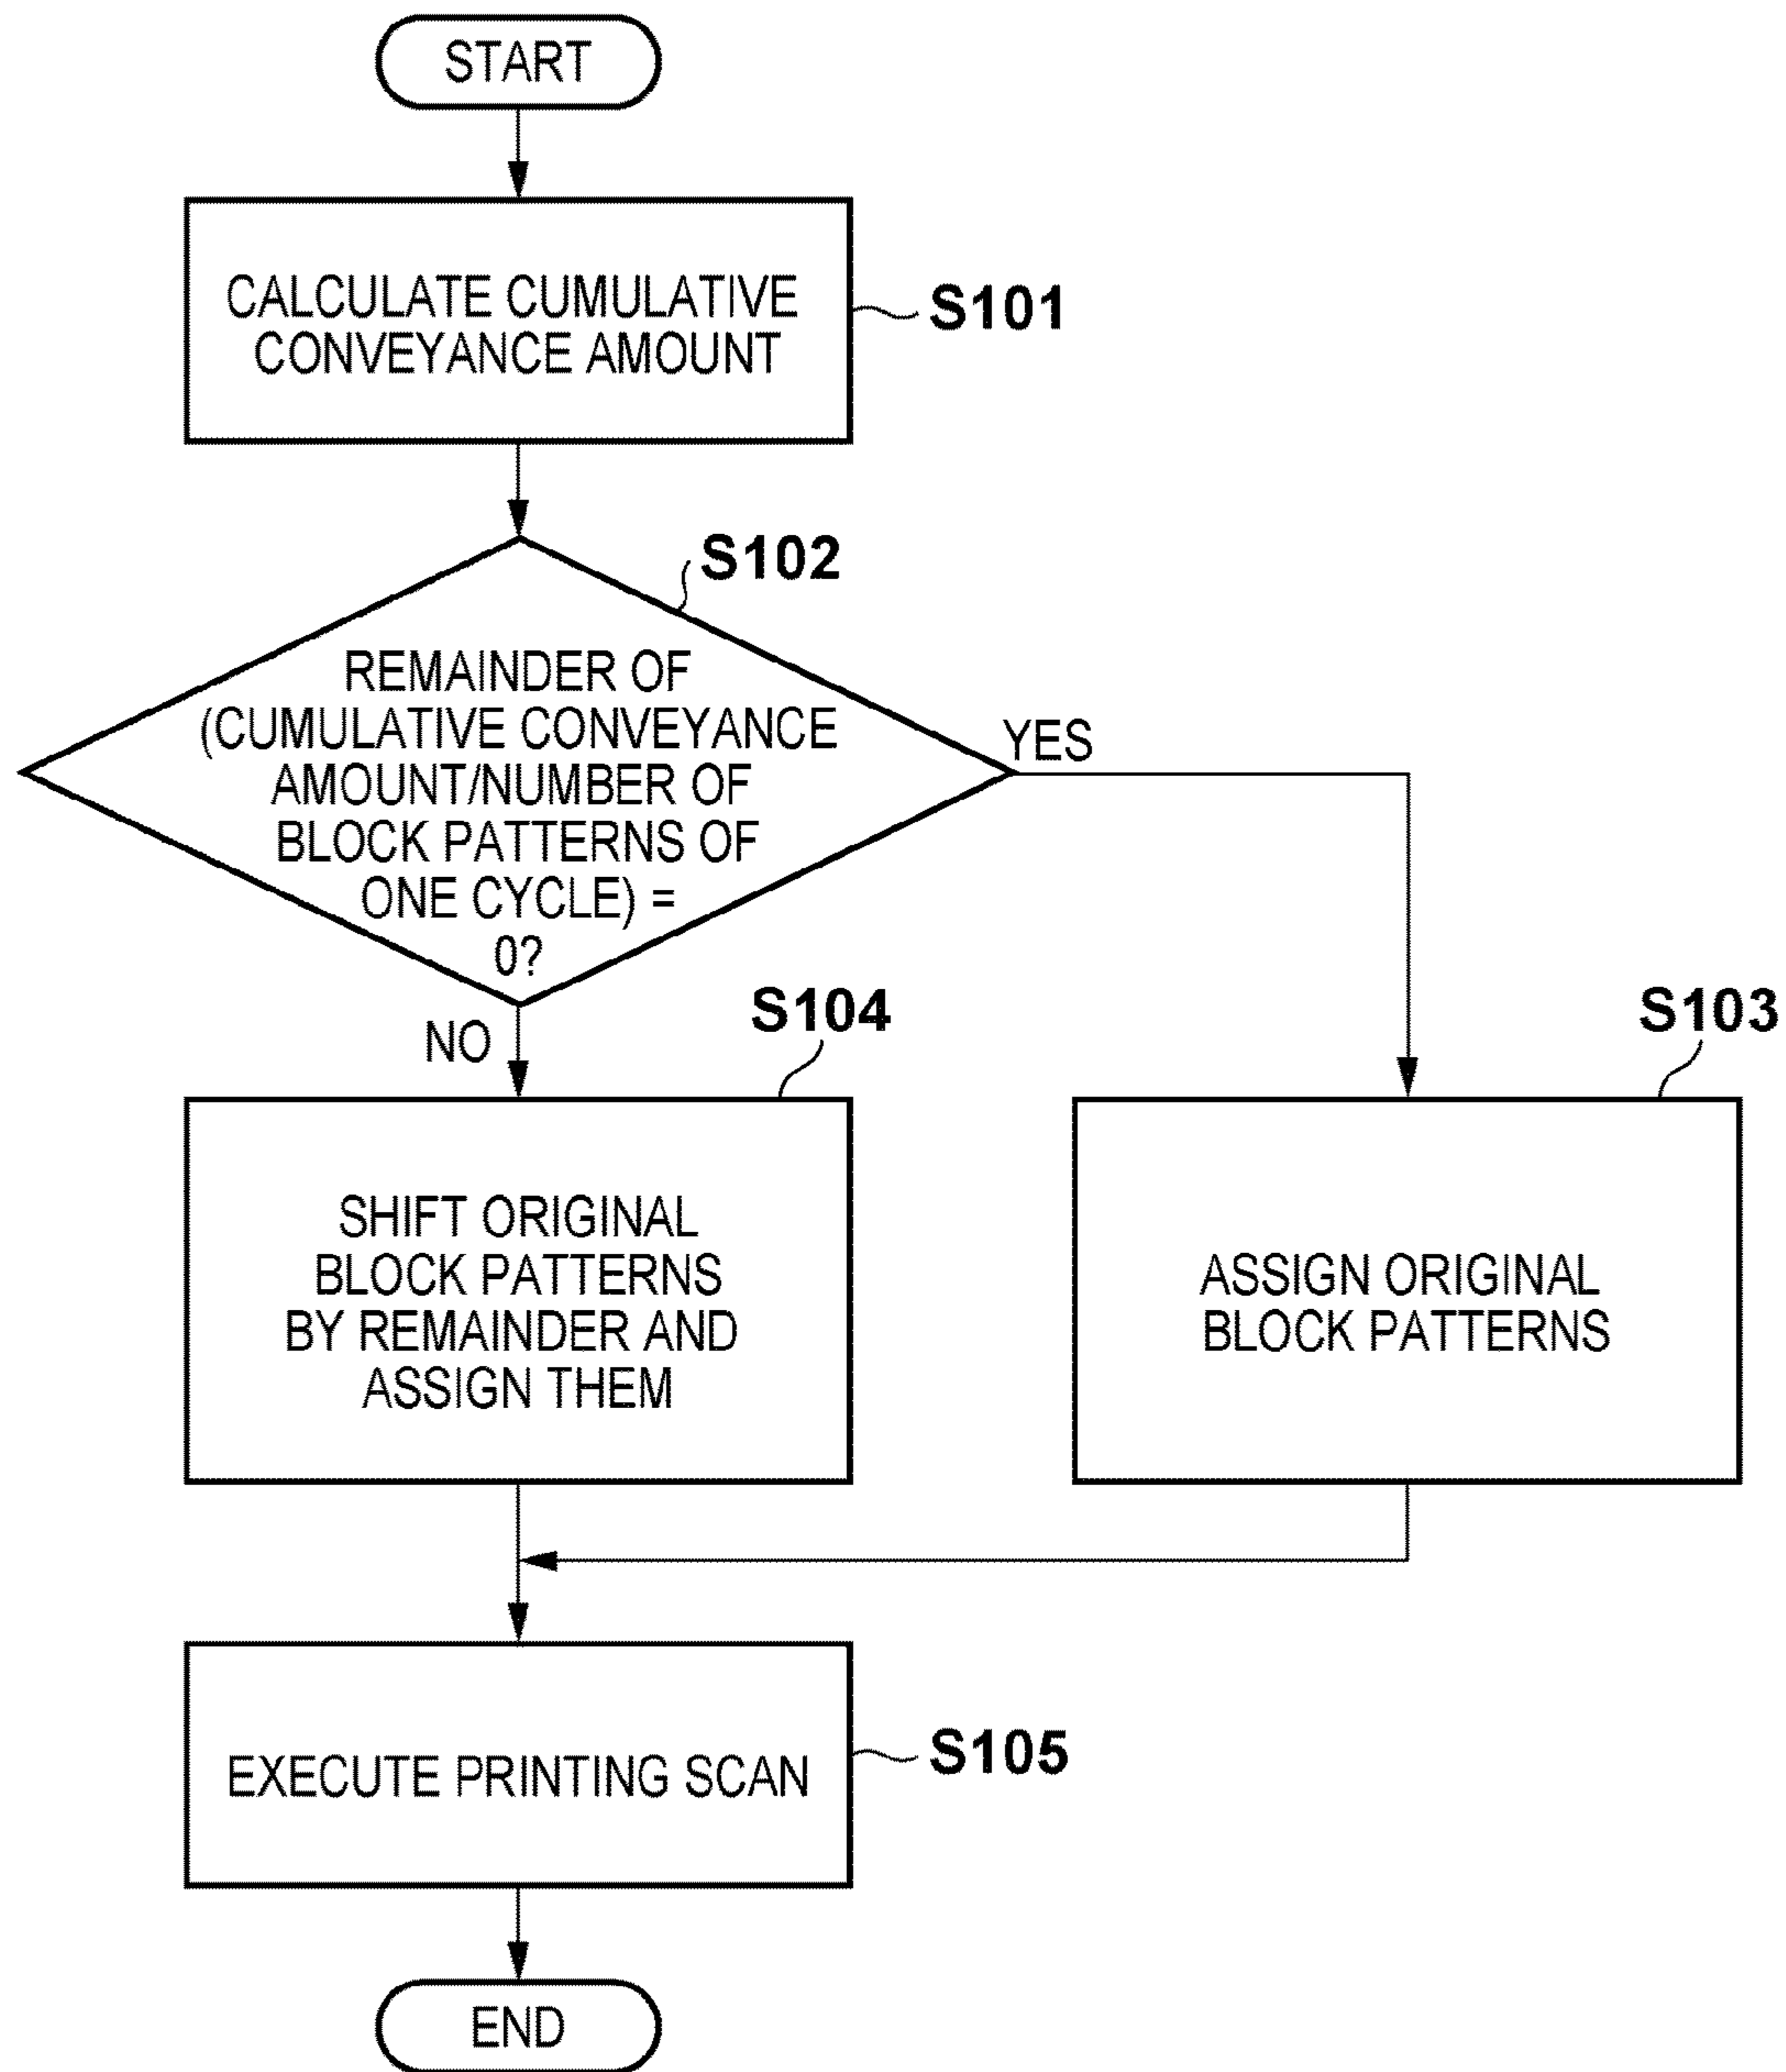 START
CALCULATE CUMULATIVE
CONVEYANCE AMOUNT
S101
S102
REMAINDER OF
(CUMULATIVE CONVEYANCE
AMOUNT/NUMBER OF
BLOCK PATTERNS OF
ONE CYCLE) =
0?
YES
NO
S104
S103
SHIFT ORIGINAL
BLOCK PATTERNS
BY REMAINDER AND
ASSIGN THEM
ASSIGN ORIGINAL
BLOCK PATTERNS
EXECUTE PRINTING SCAN
S105
END